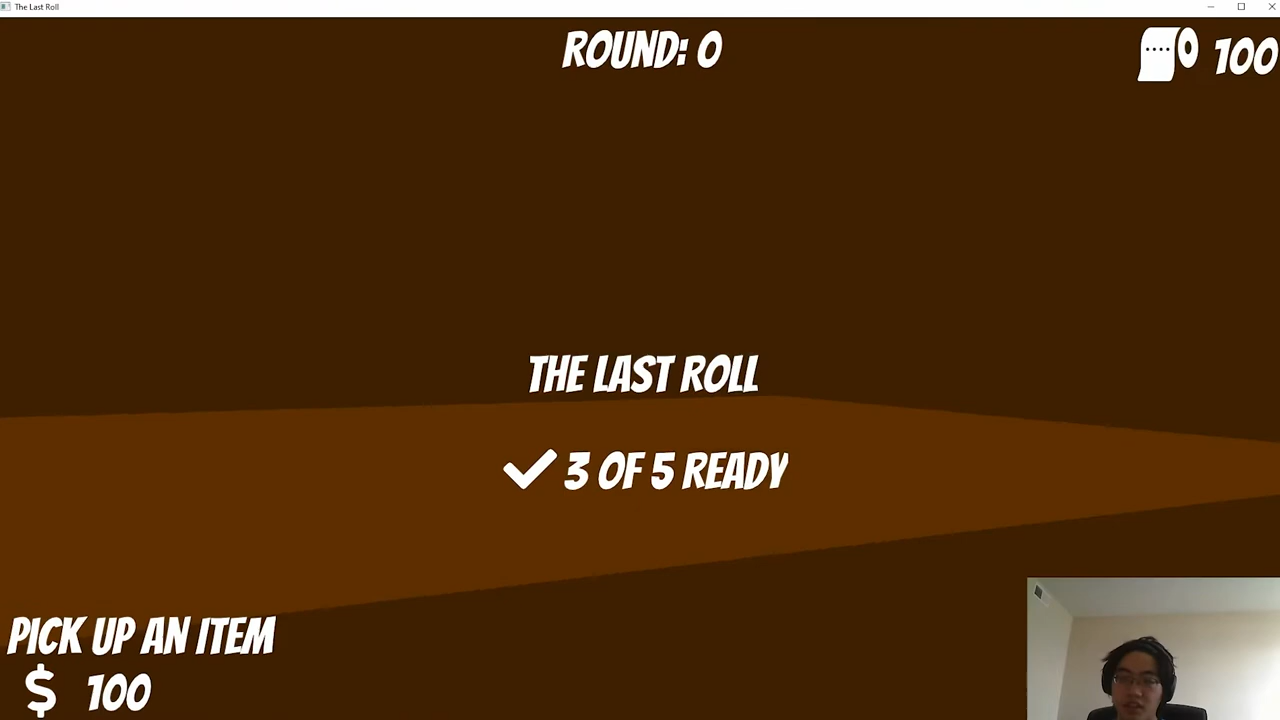 The Last Roll
ROUND: 0
100
THE LAST ROLL
3 OF 5 READY
PICK UP AN ITEM
$ 100